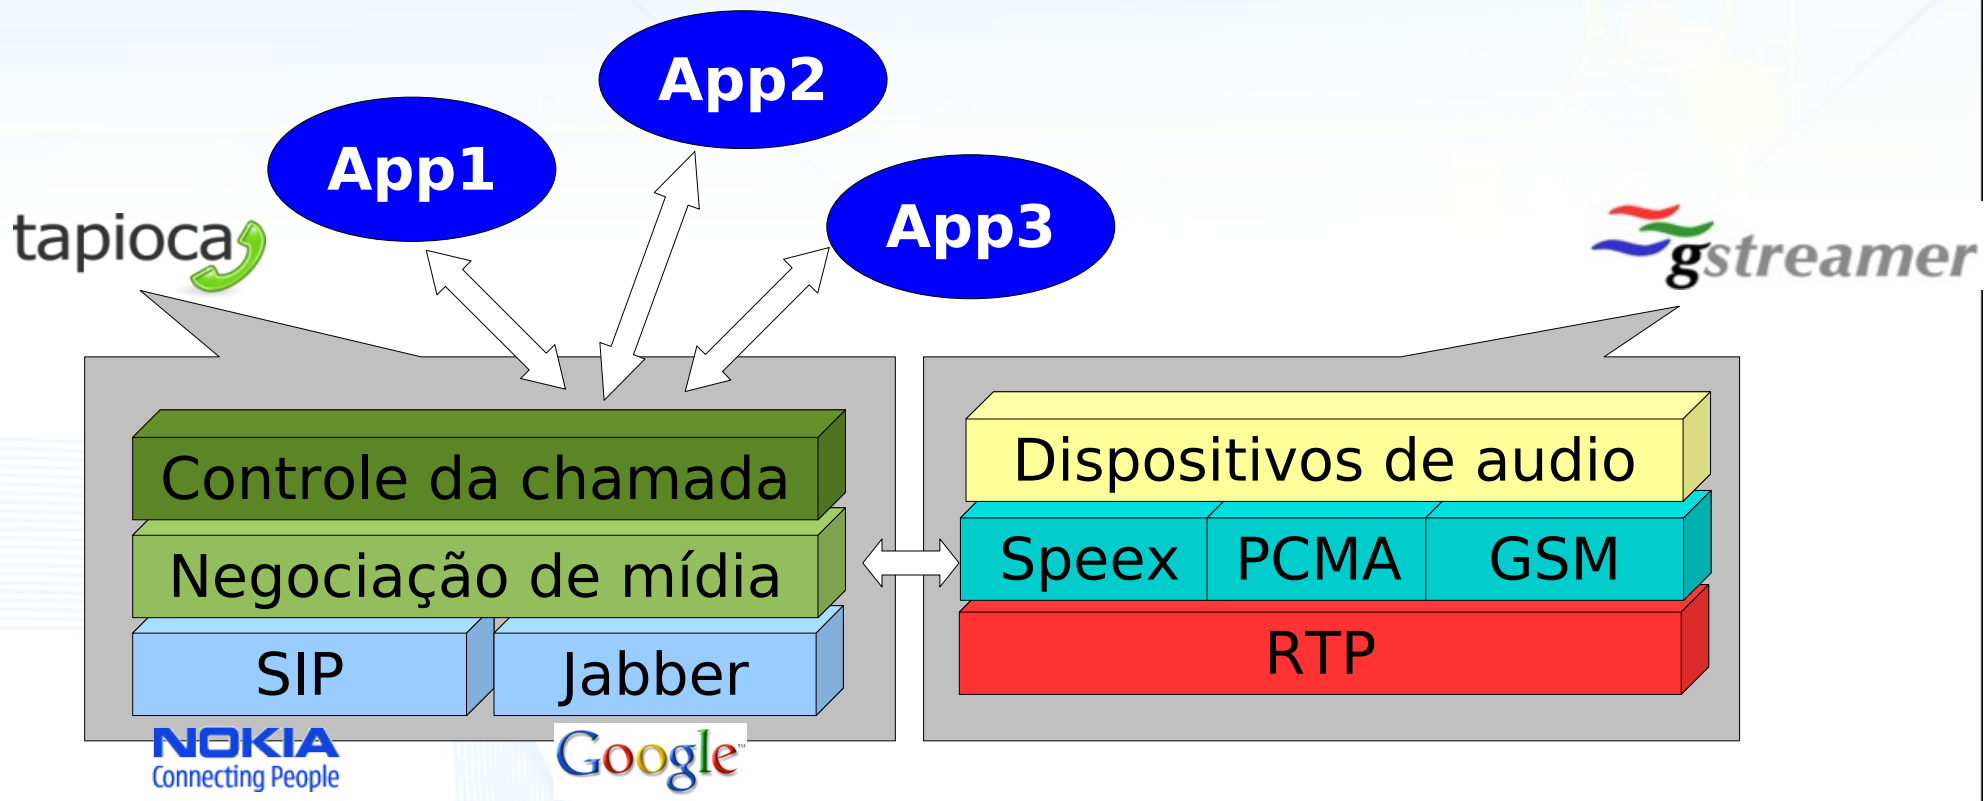 App2
App1
App3
tapioca
gstreamer
Controle da chamada
Negociação de mídia
SIP
Jabber
Dispositivos de audio
Speex
PCMA
GSM
RTP
NOKIA
Connecting People
Google™